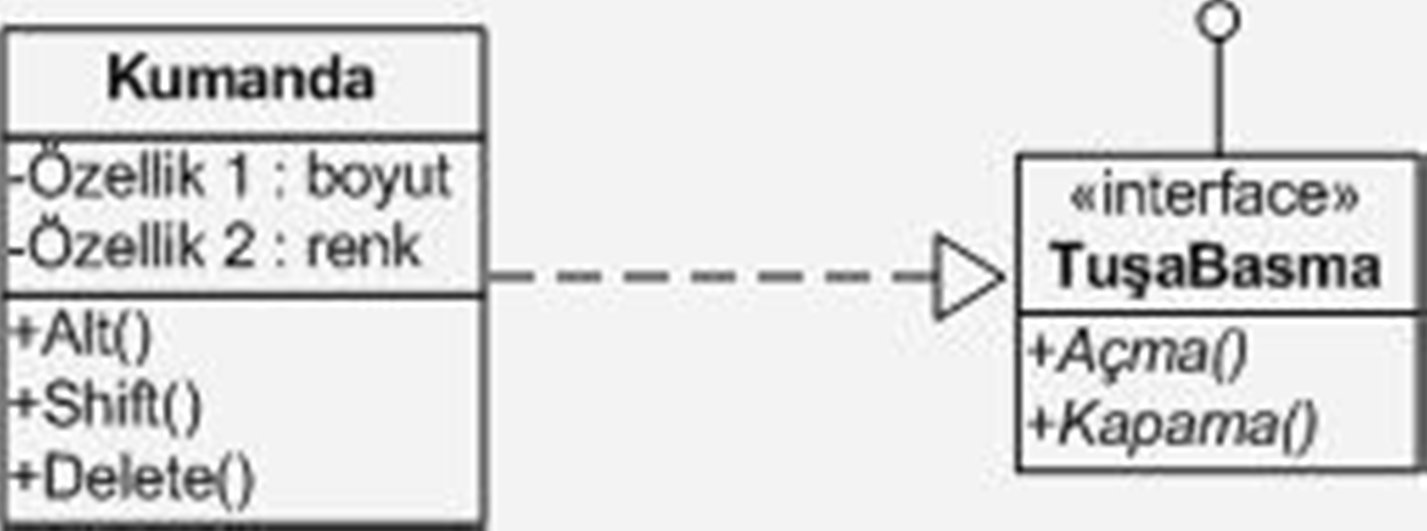 Kumanda
-Özellik 1 : boyut
-Özellik 2 : renk
+Alt()
+Shift()
+Delete()
«interface»
TuşaBasma
+Açma()
+Kapama()